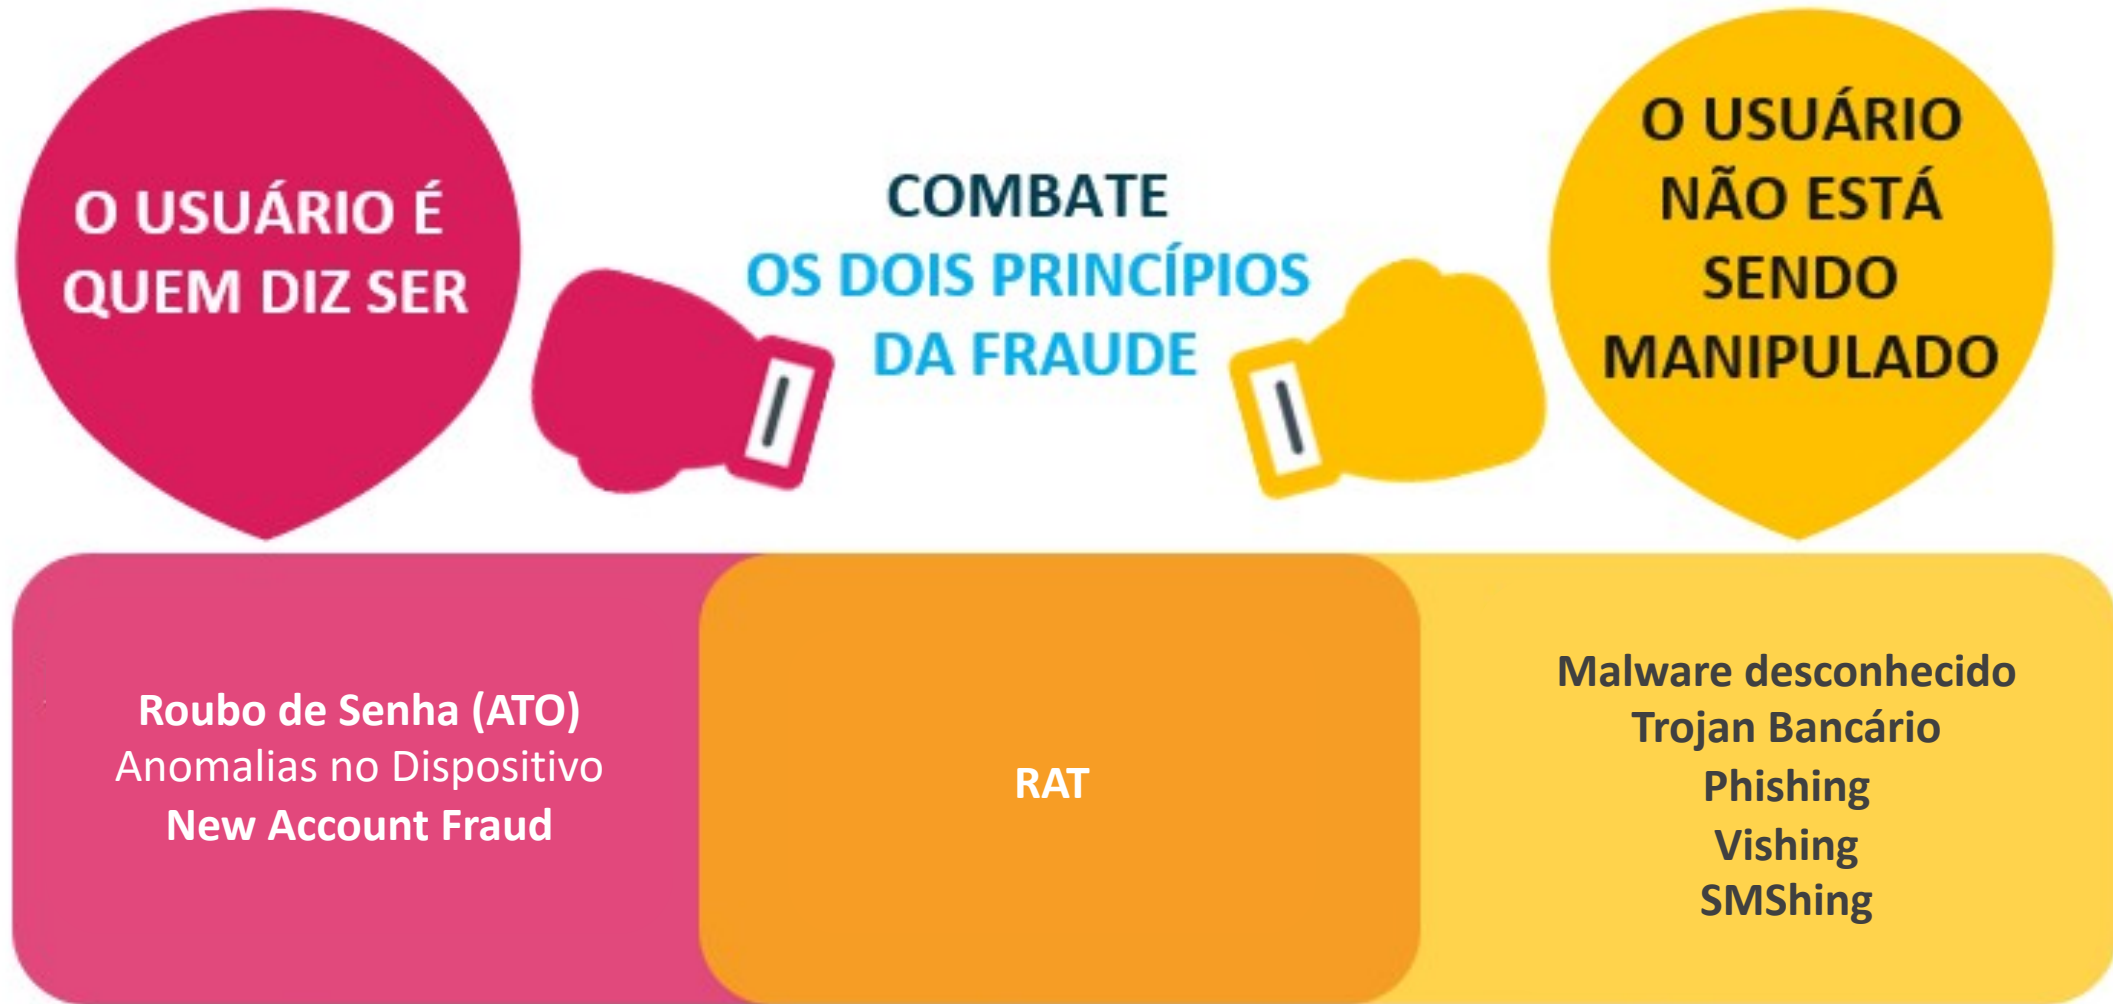 O USUÁRIO É
QUEM DIZ SER
COMBATE
OS DOIS PRINCÍPIOS
DA FRAUDE
O USUÁRIO
NÃO ESTÁ
SENDO
MANIPULADO
Roubo de Senha (ATO)
Anomalias no Dispositivo
New Account Fraud
RAT
Malware desconhecido
Trojan Bancário
Phishing
Vishing
SMShing